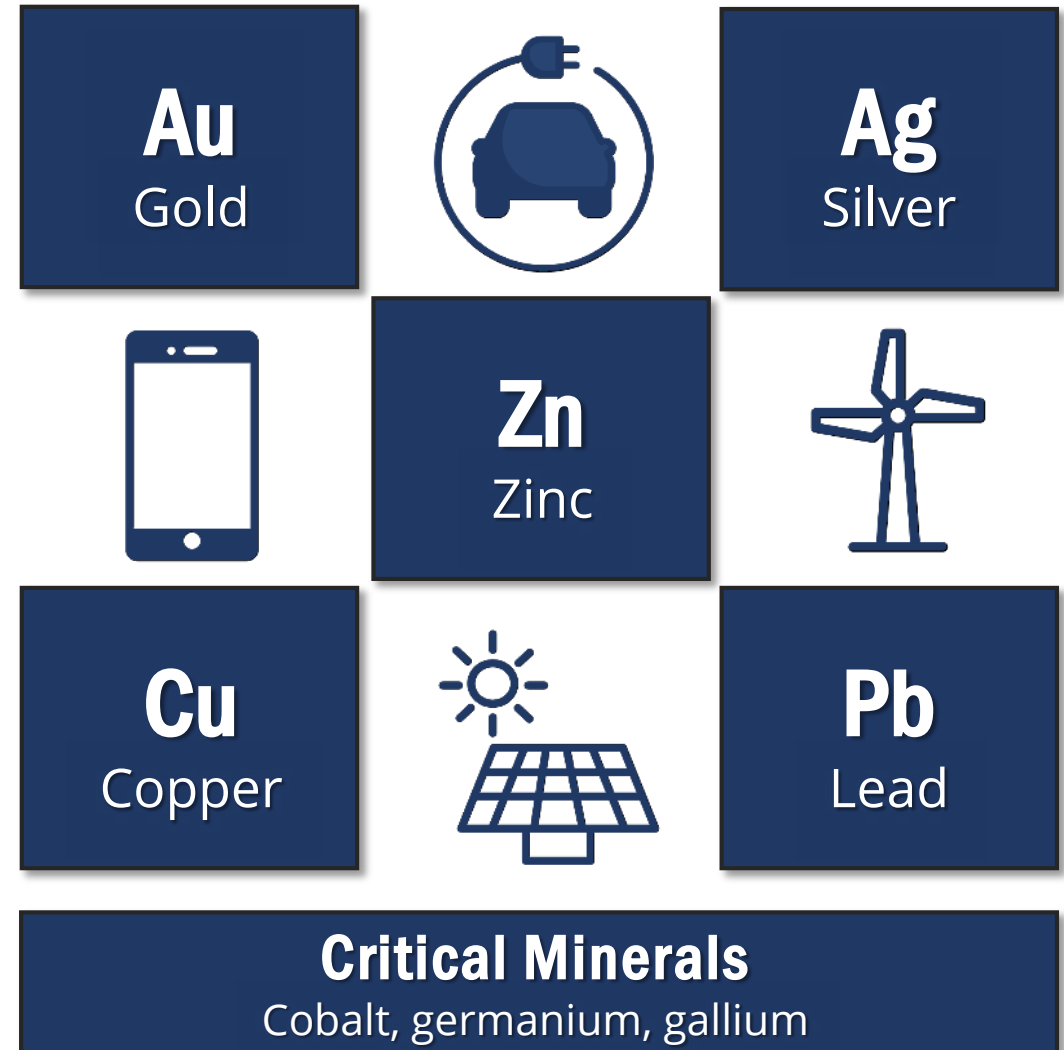 Au
Gold
Ag
Silver
Zn
Zinc
Cu
Copper
Pb
Lead
Critical Minerals
Cobalt, germanium, gallium